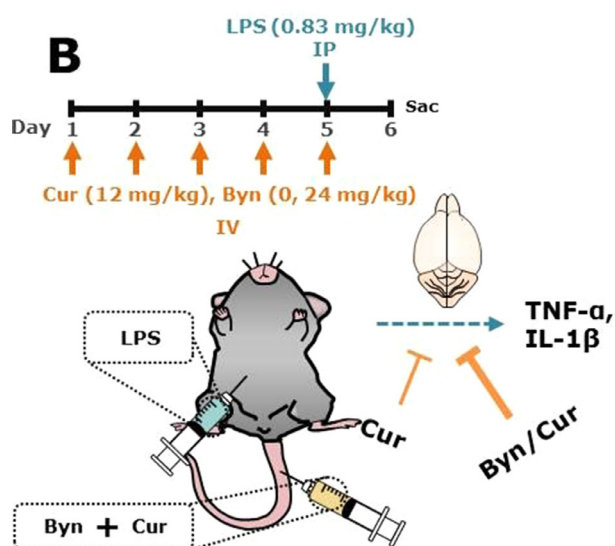 B
LPS (0.83 mg/kg)
IP
Sac
Day 1 2 3 4 5 6
Cur (12 mg/kg), Byn (0, 24 mg/kg)
IV
LPS
TNF-α,
IL-1β
Cur
Byn/Cur
Byn + Cur